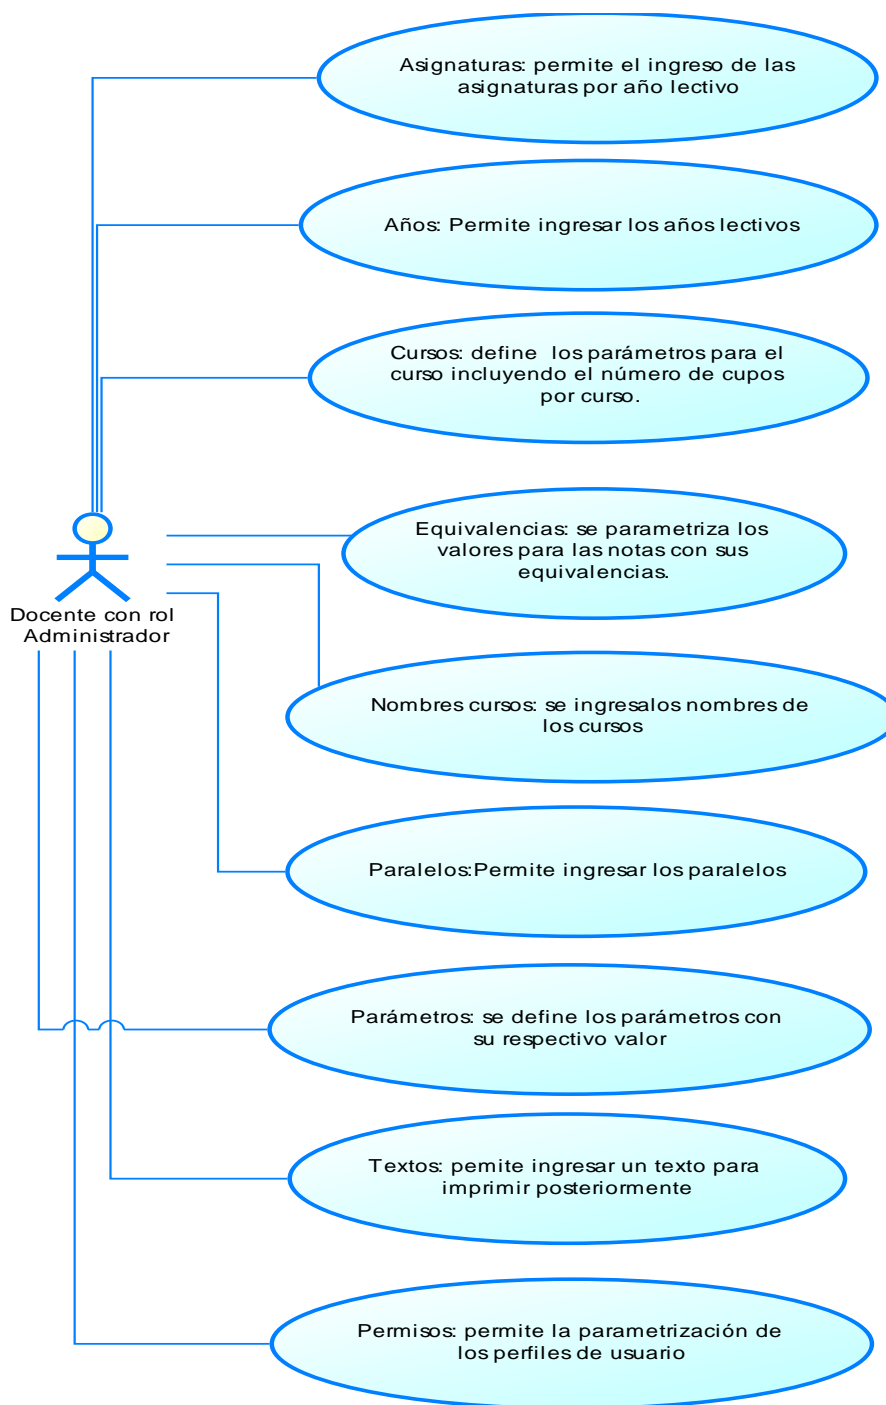 Asignaturas: permite el ingreso de las
asignaturas por año lectivo
Años: Permite ingresar los años lectivos
Cursos: define los parámetros para el
curso incluyendo el número de cupos
por curso.
Equivalencias: se parametriza los
valores para las notas con sus
equivalencias.
Docente con rol
Administrador
Nombres cursos: se ingresalos nombres de
los cursos
Paralelos:Permite ingresar los paralelos
Parámetros: se define los parámetros con
su respectivo valor
Textos: pemite ingresar un texto para
imprimir posteriormente
Permisos: permite la parametrización de
los perfiles de usuario